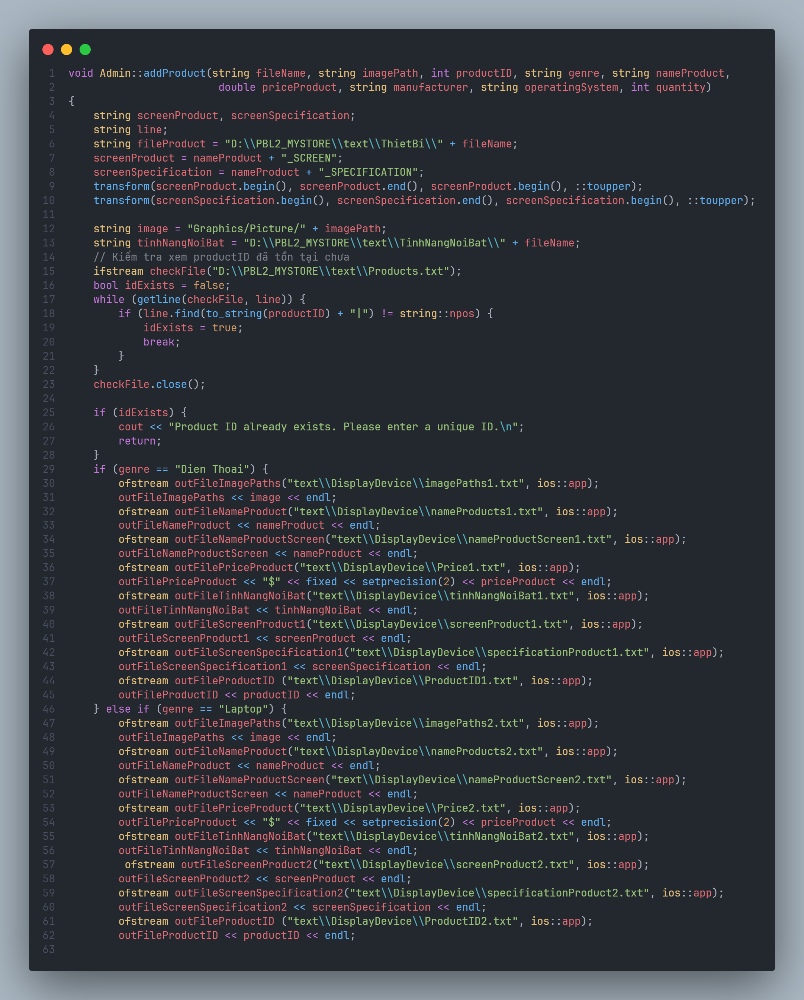 1 void Admin::addProduct(string fileName, string imagePath, int productID, string genre, string nameProduct,
2                         double priceProduct, string manufacturer, string operatingSystem, int quantity)
3 {
4     string screenProduct, screenSpecification;
5     string line;
6     string fileProduct = "D:\\PBL2_MYSTORE\\text\\ThietBi\\" + fileName;
7     screenProduct = nameProduct + "_SCREEN";
8     screenSpecification = nameProduct + "_SPECIFICATION";
9     transform(screenProduct.begin(), screenProduct.end(), screenProduct.begin(), ::toupper);
10     transform(screenSpecification.begin(), screenSpecification.end(), screenSpecification.begin(), ::toupper);
11
12     string image = "Graphics/Picture/" + imagePath;
13     string tinhNangNoiBat = "D:\\PBL2_MYSTORE\\text\\TinhNangNoiBat\\" + fileName;
14     // Kiểm tra xem productID đã tồn tại chưa
15     ifstream checkFile("D:\\PBL2_MYSTORE\\text\\Products.txt");
16     bool idExists = false;
17     while (getline(checkFile, line)) {
18         if (line.find(to_string(productID) + "|") != string::npos) {
19             idExists = true;
20             break;
21         }
22     }
23     checkFile.close();
24
25     if (idExists) {
26         cout << "Product ID already exists. Please enter a unique ID.\n";
27         return;
28     }
29     if (genre == "Dien Thoai") {
30         ofstream outFileImagePaths("text\\DisplayDevice\\imagePaths1.txt", ios::app);
31         outFileImagePaths << image << endl;
32         ofstream outFileNameProduct("text\\DisplayDevice\\nameProducts1.txt", ios::app);
33         outFileNameProduct << nameProduct << endl;
34         ofstream outFileNameProductScreen("text\\DisplayDevice\\nameProductScreen1.txt", ios::app);
35         outFileNameProductScreen << nameProduct << endl;
36         ofstream outFilePriceProduct("text\\DisplayDevice\\Price1.txt", ios::app);
37         outFilePriceProduct << "$" << fixed << setprecision(2) << priceProduct << endl;
38         ofstream outFileTinhNangNoiBat("text\\DisplayDevice\\tinhNangNoiBat1.txt", ios::app);
39         outFileTinhNangNoiBat << tinhNangNoiBat << endl;
40         ofstream outFileScreenProduct1("text\\DisplayDevice\\screenProduct1.txt", ios::app);
41         outFileScreenProduct1 << screenProduct << endl;
42         ofstream outFileScreenSpecification1("text\\DisplayDevice\\specificationProduct1.txt", ios::app);
43         outFileScreenSpecification1 << screenSpecification << endl;
44         ofstream outFileProductID ("text\\DisplayDevice\\ProductID1.txt", ios::app);
45         outFileProductID << productID << endl;
46     } else if (genre == "Laptop") {
47         ofstream outFileImagePaths("text\\DisplayDevice\\imagePaths2.txt", ios::app);
48         outFileImagePaths << image << endl;
49         ofstream outFileNameProduct("text\\DisplayDevice\\nameProducts2.txt", ios::app);
50         outFileNameProduct << nameProduct << endl;
51         ofstream outFileNameProductScreen("text\\DisplayDevice\\nameProductScreen2.txt", ios::app);
52         outFileNameProductScreen << nameProduct << endl;
53         ofstream outFilePriceProduct("text\\DisplayDevice\\Price2.txt", ios::app);
54         outFilePriceProduct << "$" << fixed << setprecision(2) << priceProduct << endl;
55         ofstream outFileTinhNangNoiBat("text\\DisplayDevice\\tinhNangNoiBat2.txt", ios::app);
56         outFileTinhNangNoiBat << tinhNangNoiBat << endl;
57          ofstream outFileScreenProduct2("text\\DisplayDevice\\screenProduct2.txt", ios::app);
58         outFileScreenProduct2 << screenProduct << endl;
59         ofstream outFileScreenSpecification2("text\\DisplayDevice\\specificationProduct2.txt", ios::app);
60         outFileScreenSpecification2 << screenSpecification << endl;
61         ofstream outFileProductID ("text\\DisplayDevice\\ProductID2.txt", ios::app);
62         outFileProductID << productID << endl;
63